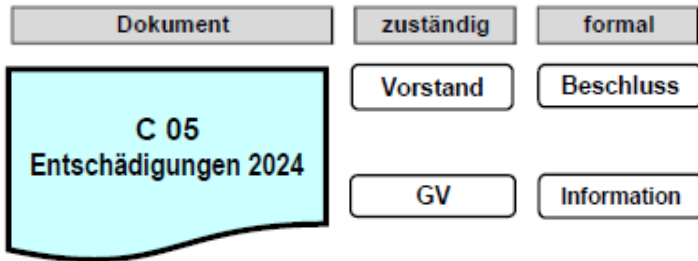 Dokument zuständig formal
Vorstand Beschluss
C 05
Entschädigungen 2024
GV Information